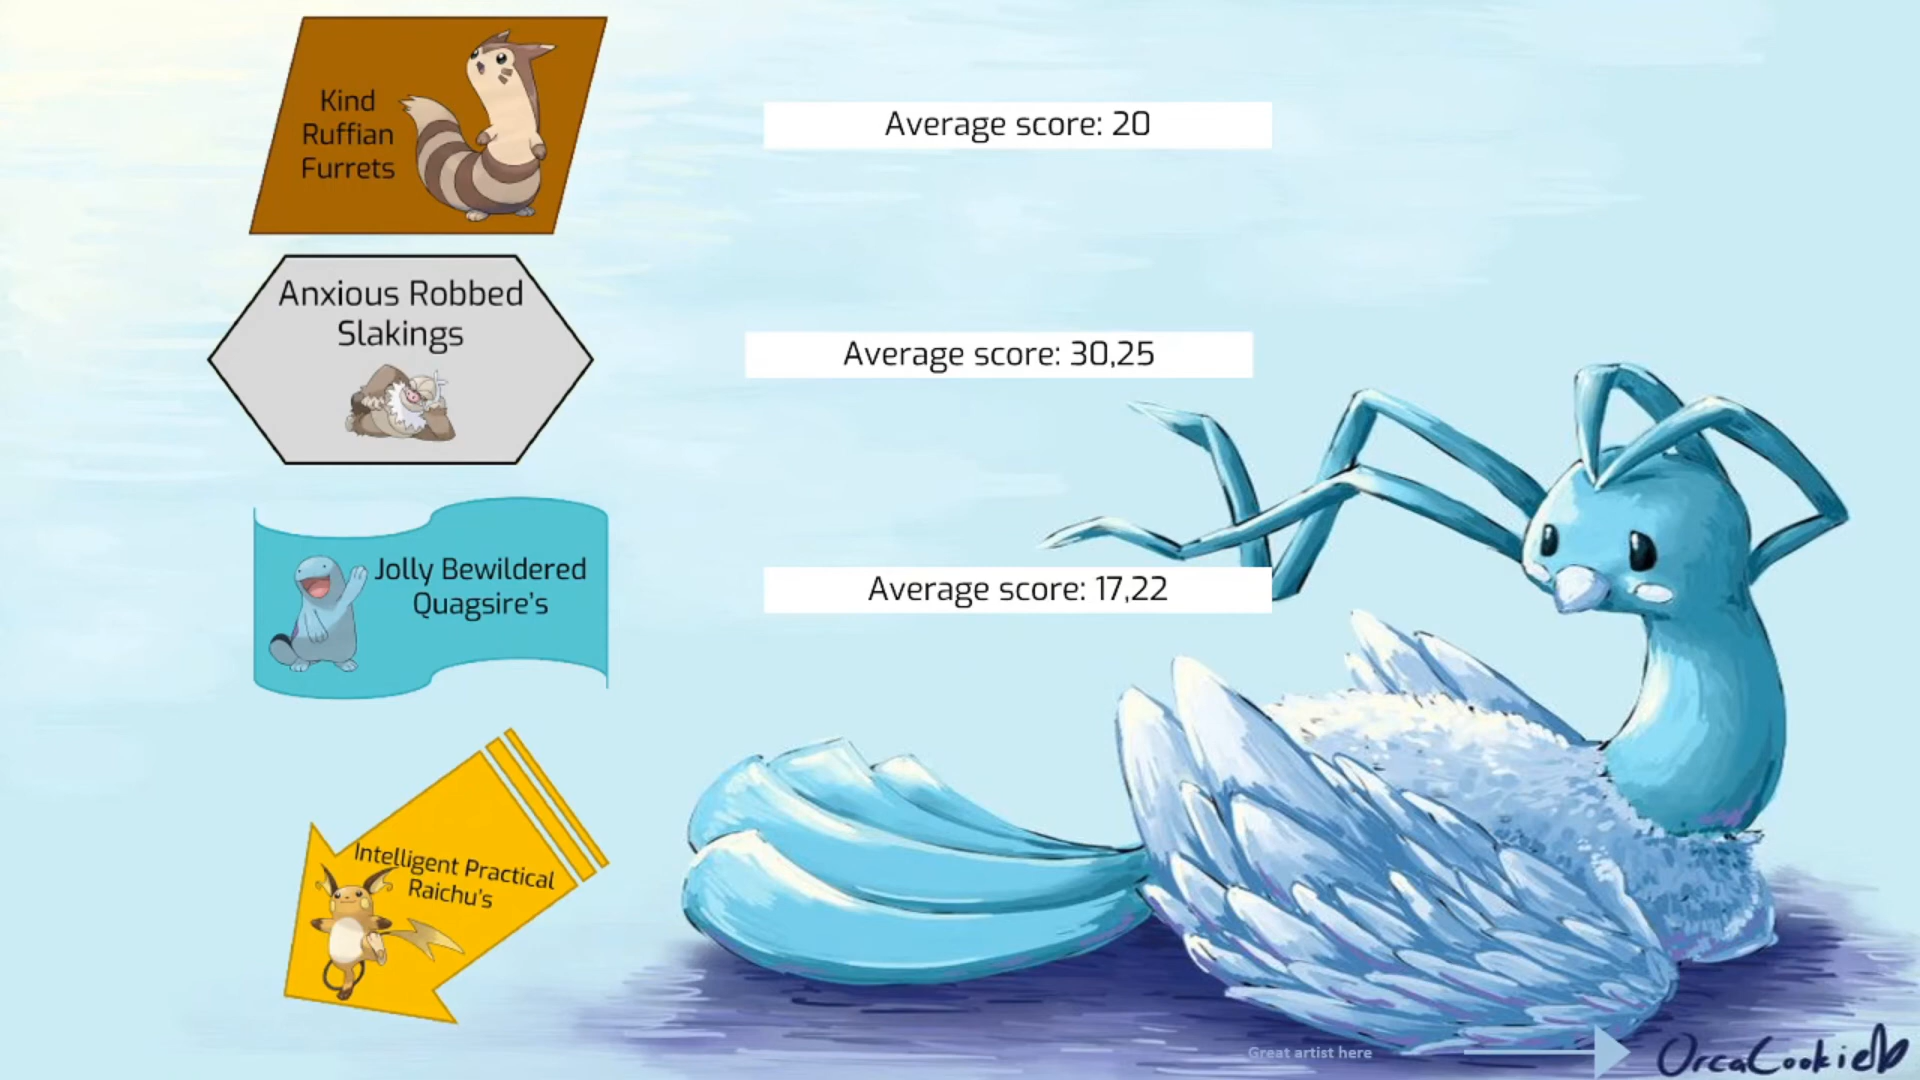 Kind
Ruffian
Furrets
Average score: 20
Anxious Robbed
Slakings
Average score: 30,25
Jolly Bewildered
Quagsire's
Average score: 17,22
Intelligent Practical
Raichu's
Great artist here
OrcaCookie